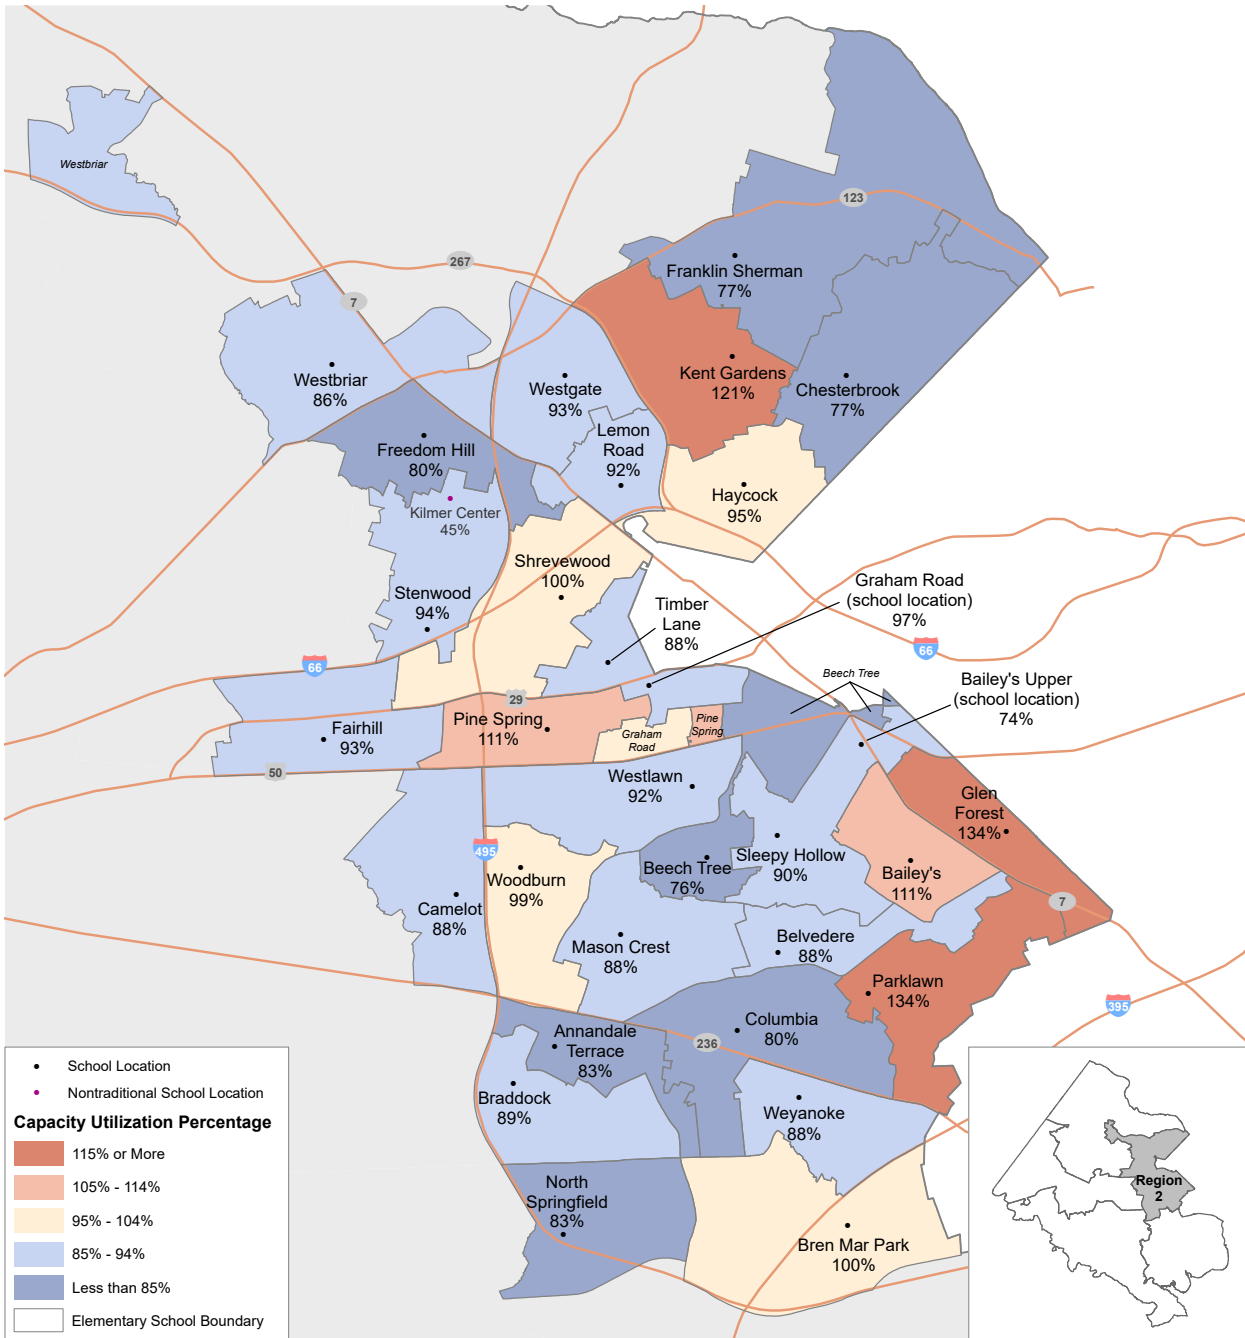 Westbriar
123
267
7
Franklin Sherman
77%
Westbriar
86%
Westgate
93%
Kent Gardens
121%
Chesterbrook
77%
Lemon
Road
92%
Freedom Hill
80%
Haycock
95%
Kilmer Center
45%
Shrevewood
100%
Stenwood
94%
Timber
Lane
88%
Graham Road
(school location)
97%
66
66
Beech Tree
Bailey's Upper
(school location)
74%
29
Pine Spring
111%
Pine
Spring
Graham
Road
Fairhill
93%
50
Westlawn
92%
Glen
Forest
134%
495
Woodburn
99%
Beech Tree
76%
Sleepy Hollow
90%
Bailey's
111%
Camelot
88%
7
Mason Crest
88%
Belvedere
88%
Parklawn
134%
395
Columbia
80%
236
Annandale
Terrace
83%
Braddock
89%
Weyanoke
88%
North
Springfield
83%
Bren Mar Park
100%
School Location
Nontraditional School Location
Capacity Utilization Percentage
115% or More
105% - 114%
95% - 104%
85% - 94%
Less than 85%
Elementary School Boundary
Region
2